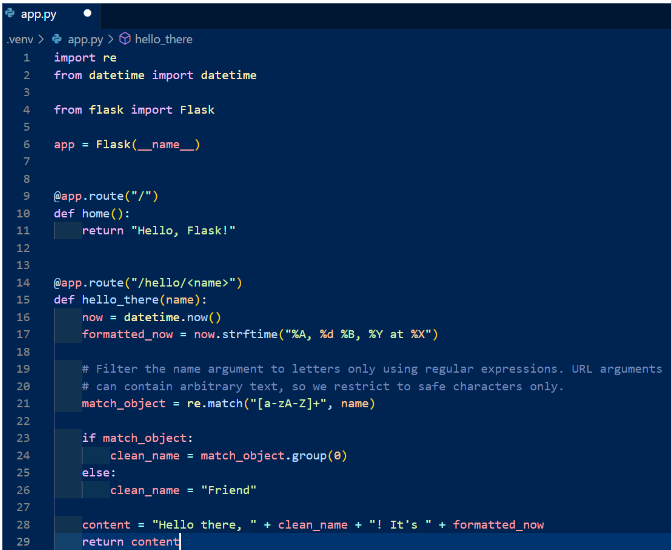 app.py
.venv > app.py > hello_there
1 import re
2 from datetime import datetime
3
4 from flask import Flask
5
6 app = Flask(__name__)
7
8
9 @app.route("/")
10 def home():
11     return "Hello, Flask!"
12
13
14 @app.route("/hello/<name>")
15 def hello_there(name):
16     now = datetime.now()
17     formatted_now = now.strftime("%A, %d %B, %Y at %X")
18
19     # Filter the name argument to letters only using regular expressions. URL arguments
20     # can contain arbitrary text, so we restrict to safe characters only.
21     match_object = re.match("[a-zA-Z]+", name)
22
23     if match_object:
24         clean_name = match_object.group(0)
25     else:
26         clean_name = "Friend"
27
28     content = "Hello there, " + clean_name + "! It's " + formatted_now
29     return content